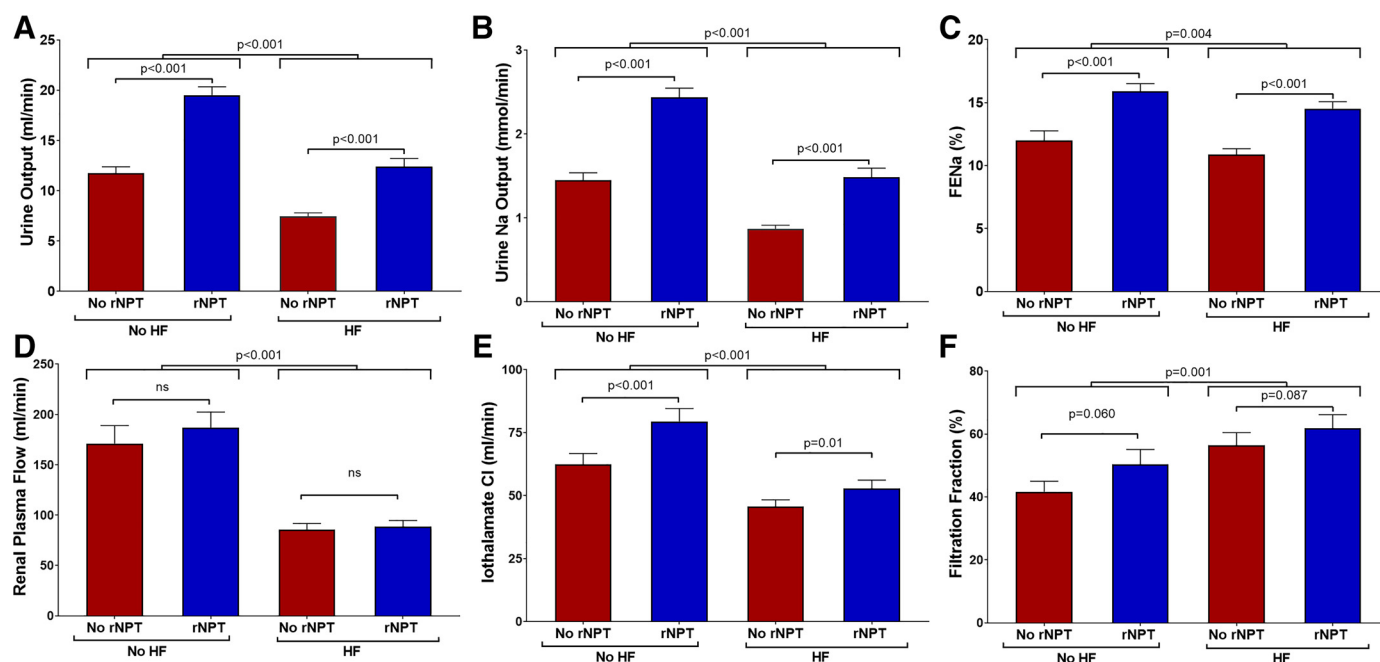 A
Urine Output (ml/min)
25
20
15
10
5
0
p<0.001
p<0.001
p<0.001
No rNPT
rNPT
No rNPT
rNPT
No HF
HF
B
Urine Na Output (mmol/min)
3
2
1
0
p<0.001
p<0.001
p<0.001
No rNPT
rNPT
No rNPT
rNPT
No HF
HF
C
FENa (%)
20
15
10
5
0
p=0.004
p<0.001
p<0.001
No rNPT
rNPT
No rNPT
rNPT
No HF
HF
D
Renal Plasma Flow (ml/min)
250
200
150
100
50
0
p<0.001
ns
ns
No rNPT
rNPT
No rNPT
rNPT
No HF
HF
E
Iothalamate Cl (ml/min)
100
75
50
25
0
p<0.001
p<0.001
p=0.01
No rNPT
rNPT
No rNPT
rNPT
No HF
HF
F
Filtration Fraction (%)
80
60
40
20
0
p=0.001
p=0.060
p=0.087
No rNPT
rNPT
No rNPT
rNPT
No HF
HF